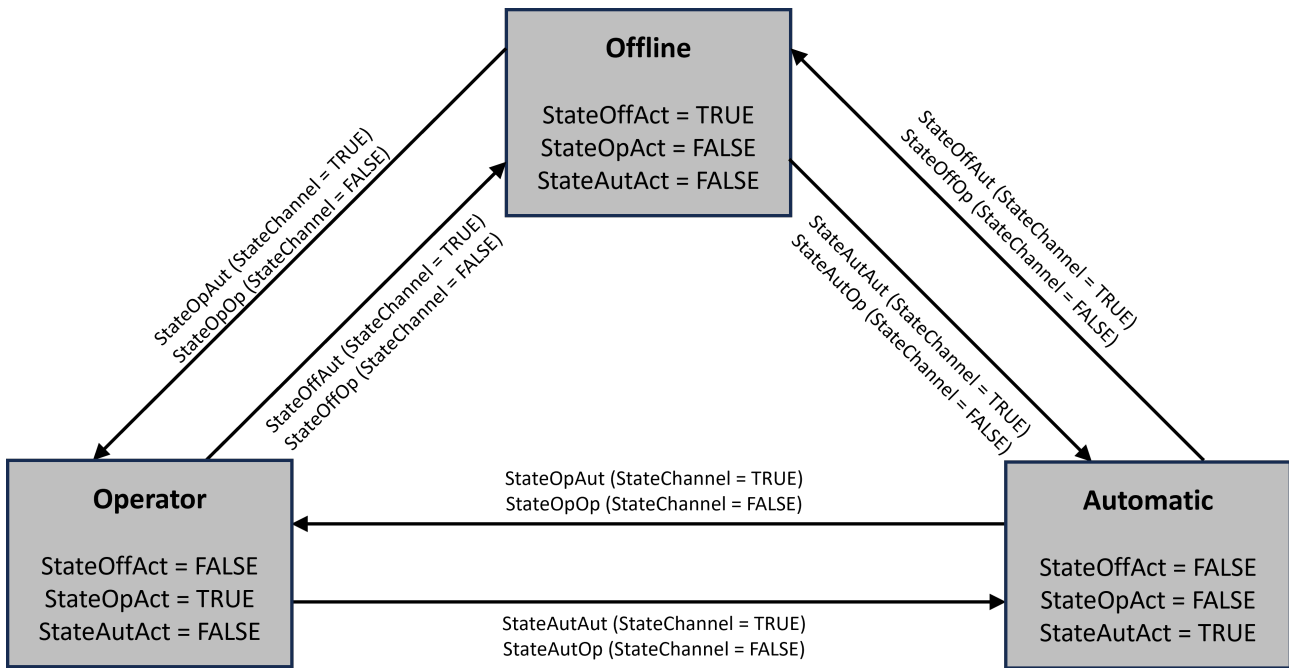 Offline
StateOffAct = TRUE
StateOpAct = FALSE
StateAutAct = FALSE
StateOpAut (StateChannel = TRUE)
StateOpOp (StateChannel = FALSE)
StateOffAut (StateChannel = TRUE)
StateOffOp (StateChannel = FALSE)
StateAutAut (StateChannel = TRUE)
StateAutOp (StateChannel = FALSE)
StateOffAut (StateChannel = TRUE)
StateOffOp (StateChannel = FALSE)
Operator
StateOffAct = FALSE
StateOpAct = TRUE
StateAutAct = FALSE
StateOpAut (StateChannel = TRUE)
StateOpOp (StateChannel = FALSE)
StateAutAut (StateChannel = TRUE)
StateAutOp (StateChannel = FALSE)
Automatic
StateOffAct = FALSE
StateOpAct = FALSE
StateAutAct = TRUE